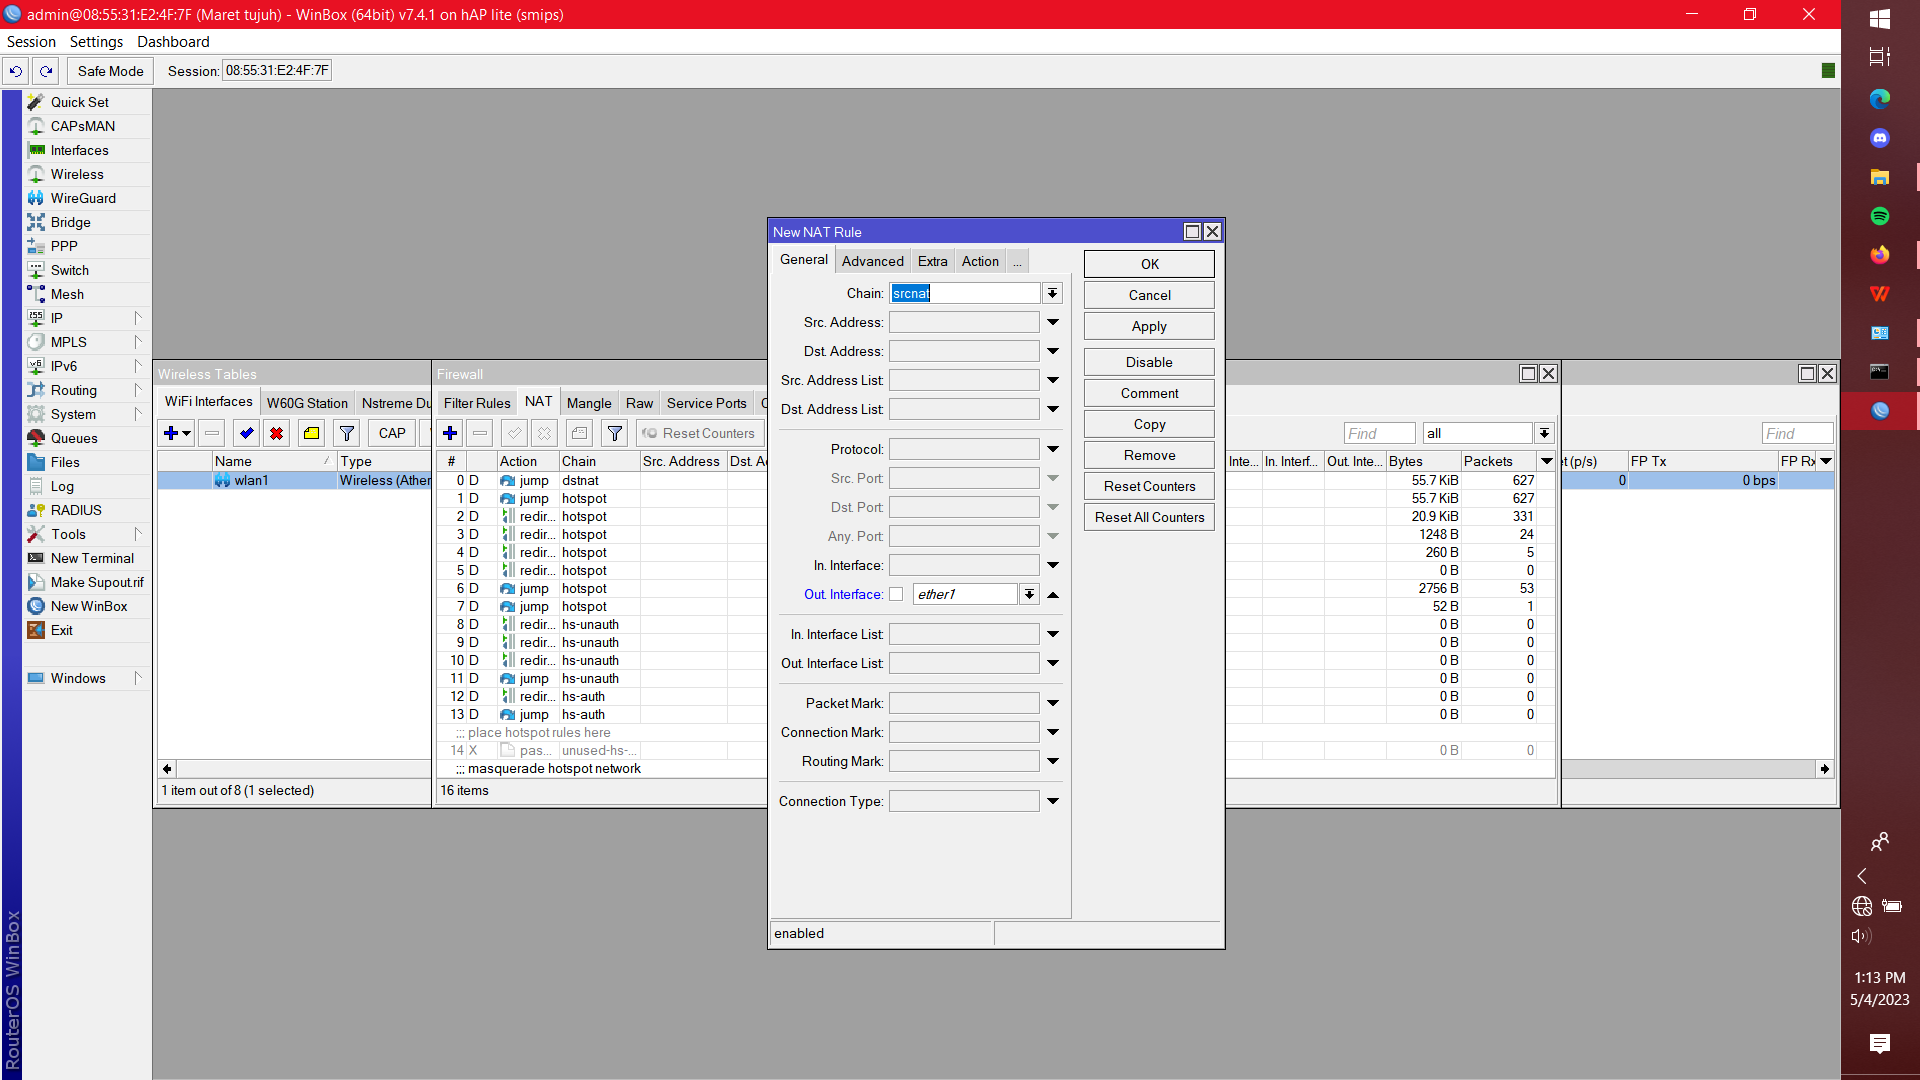 admin@08:55:31:E2:4F:7F (Maret tujuh) - WinBox (64bit) v7.4.1 on hAP lite (smips)
Session Settings Dashboard
Safe Mode Session: 08:55:31:E2:4F:7F
Quick Set
CAPsMAN
Interfaces
Wireless
WireGuard
Bridge
PPP
Switch
Mesh
IP
MPLS
IPv6
Routing
System
Queues
Files
Log
RADIUS
Tools
New Terminal
Make Supout.rif
New WinBox
Exit
Windows
RouterOS WinBox
Wireless Tables
WiFi Interfaces W60G Station Nstreme Du
CAP
Name Type
wlan1 Wireless (Ather
1 item out of 8 (1 selected)
Firewall
Filter Rules NAT Mangle Raw Service Ports
Reset Counters
Find all
# Action Chain Src. Address Dst. A Inte... In. Interf... Out. Inte... Bytes Packets
0 D jump dstnat 55.7 KiB 627
1 D jump hotspot 55.7 KiB 627
2 D redir... hotspot 20.9 KiB 331
3 D redir... hotspot 1248 B 24
4 D redir... hotspot 260 B 5
5 D redir... hotspot 0 B 0
6 D jump hotspot 2756 B 53
7 D jump hotspot 52 B 1
8 D redir... hs-unauth 0 B 0
9 D redir... hs-unauth 0 B 0
10 D redir... hs-unauth 0 B 0
11 D jump hs-unauth 0 B 0
12 D redir... hs-auth 0 B 0
13 D jump hs-auth 0 B 0
::: place hotspot rules here
14 X pas... unused-hs-... 0 B 0
::: masquerade hotspot network
16 items
New NAT Rule
General Advanced Extra Action ...
Chain: srcnat
Src. Address:
Dst. Address:
Src. Address List:
Dst. Address List:
Protocol:
Src. Port:
Dst. Port:
Any. Port:
In. Interface:
Out. Interface: ether1
In. Interface List:
Out. Interface List:
Packet Mark:
Connection Mark:
Routing Mark:
Connection Type:
enabled
OK
Cancel
Apply
Disable
Comment
Copy
Remove
Reset Counters
Reset All Counters
Find
t (p/s) FP Tx FP Rx
0 0 bps
1:13 PM
5/4/2023